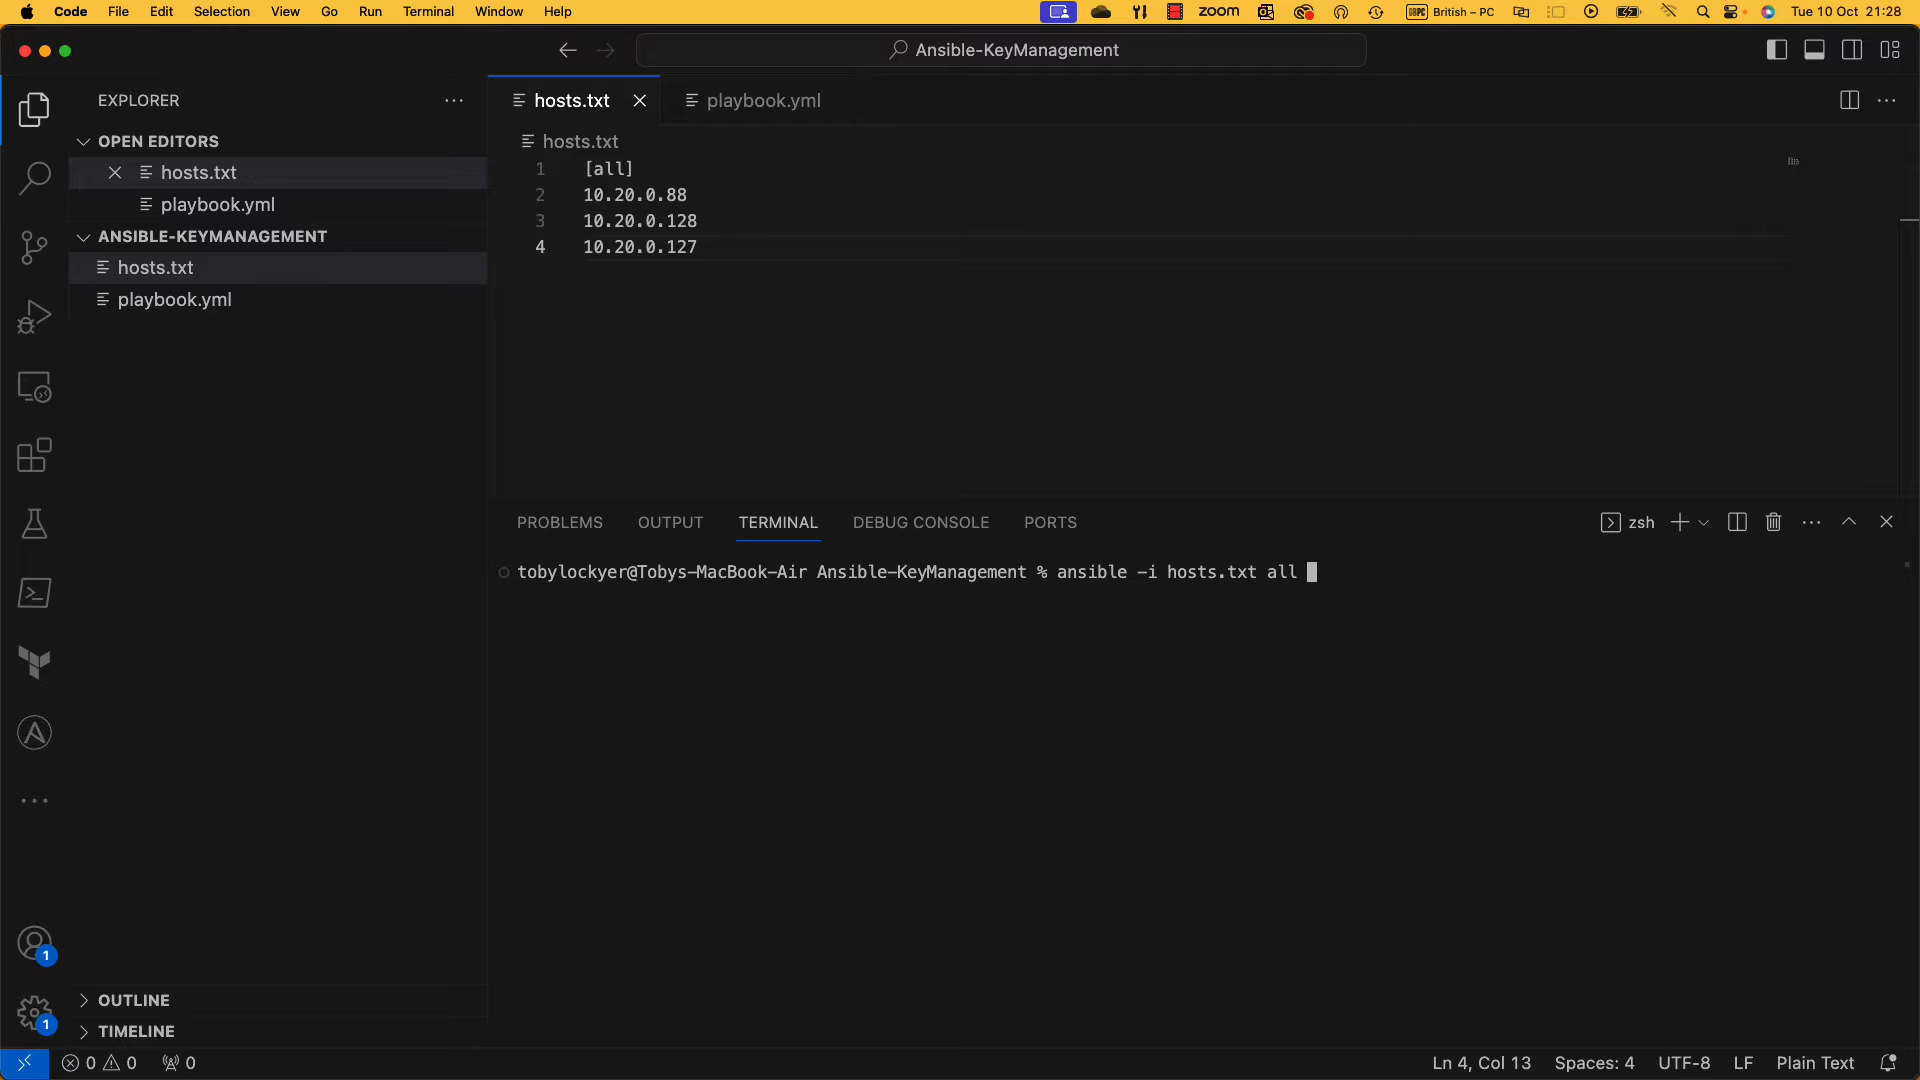 Code File Edit Selection View Go Run Terminal Window Help zoom British – PC Tue 10 Oct 21:28
Ansible-KeyManagement
EXPLORER
OPEN EDITORS
hosts.txt
playbook.yml
ANSIBLE-KEYMANAGEMENT
hosts.txt
playbook.yml
OUTLINE
TIMELINE
hosts.txt playbook.yml
hosts.txt
1 [all]
2 10.20.0.88
3 10.20.0.128
4 10.20.0.127
PROBLEMS OUTPUT TERMINAL DEBUG CONSOLE PORTS zsh
tobylockyer@Tobys-MacBook-Air Ansible-KeyManagement % ansible -i hosts.txt all
1
1
0 0 0 Ln 4, Col 13 Spaces: 4 UTF-8 LF Plain Text